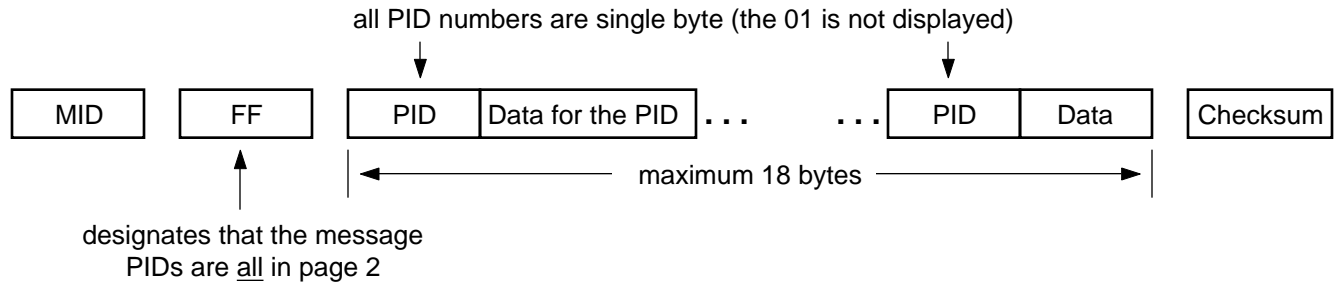 all PID numbers are single byte (the 01 is not displayed)
MID FF PID Data for the PID ... ... PID Data Checksum
maximum 18 bytes
designates that the message
PIDs are all in page 2